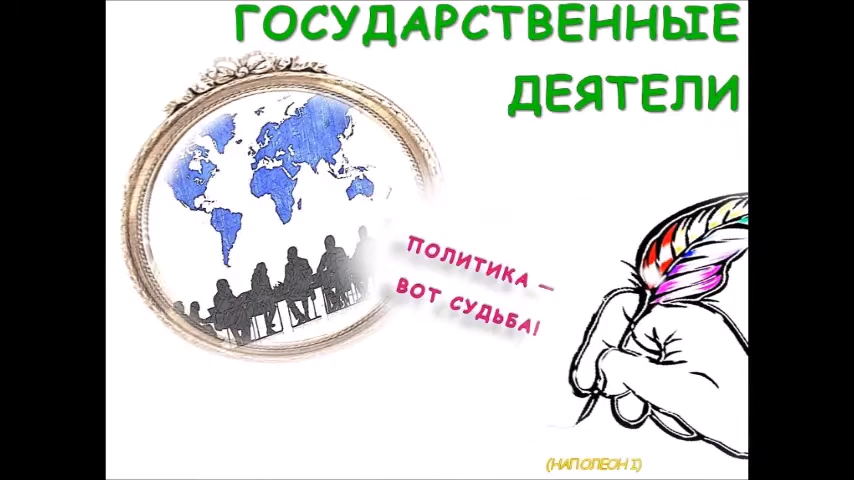 ГОСУДАРСТВЕННЫЕ
ДЕЯТЕЛИ
ПОЛИТИКА –
ВОТ СУДЬБА!
(НАПОЛЕОН I)